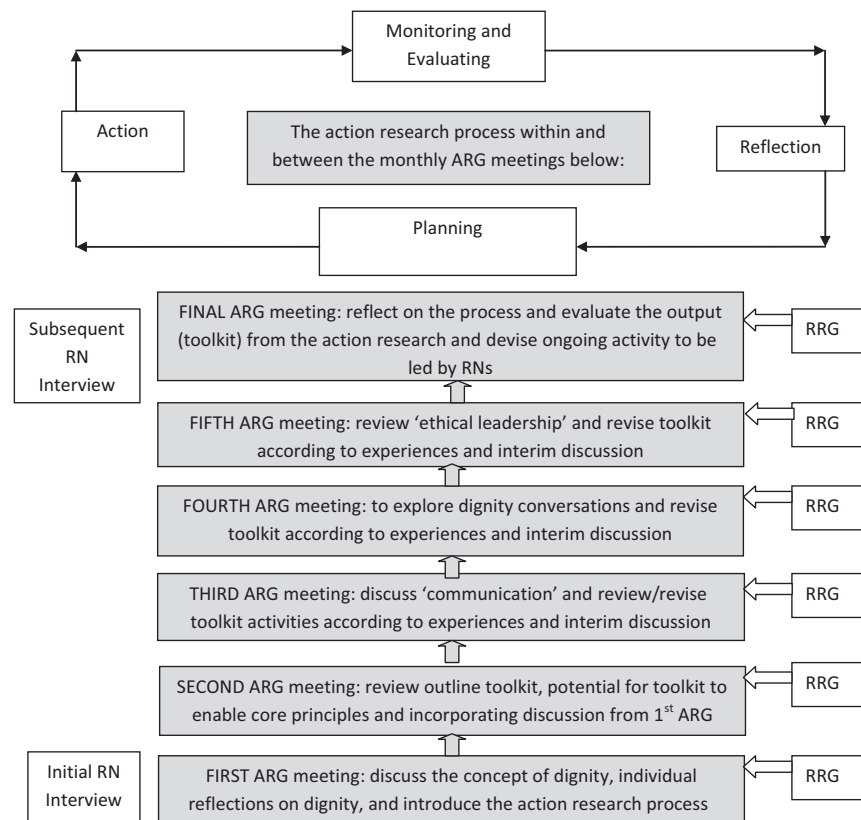 Monitoring and
Evaluating
Action
The action research process within and
between the monthly ARG meetings below:
Reflection
Planning
Subsequent
RN
Interview
FINAL ARG meeting: reflect on the process and evaluate the output
(toolkit) from the action research and devise ongoing activity to be
led by RNs
RRG
FIFTH ARG meeting: review ‘ethical leadership’ and revise toolkit
according to experiences and interim discussion
RRG
FOURTH ARG meeting: to explore dignity conversations and revise
toolkit according to experiences and interim discussion
RRG
THIRD ARG meeting: discuss ‘communication’ and review/revise
toolkit activities according to experiences and interim discussion
RRG
SECOND ARG meeting: review outline toolkit, potential for toolkit to
enable core principles and incorporating discussion from 1st ARG
RRG
Initial RN
Interview
FIRST ARG meeting: discuss the concept of dignity, individual
reflections on dignity, and introduce the action research process
RRG